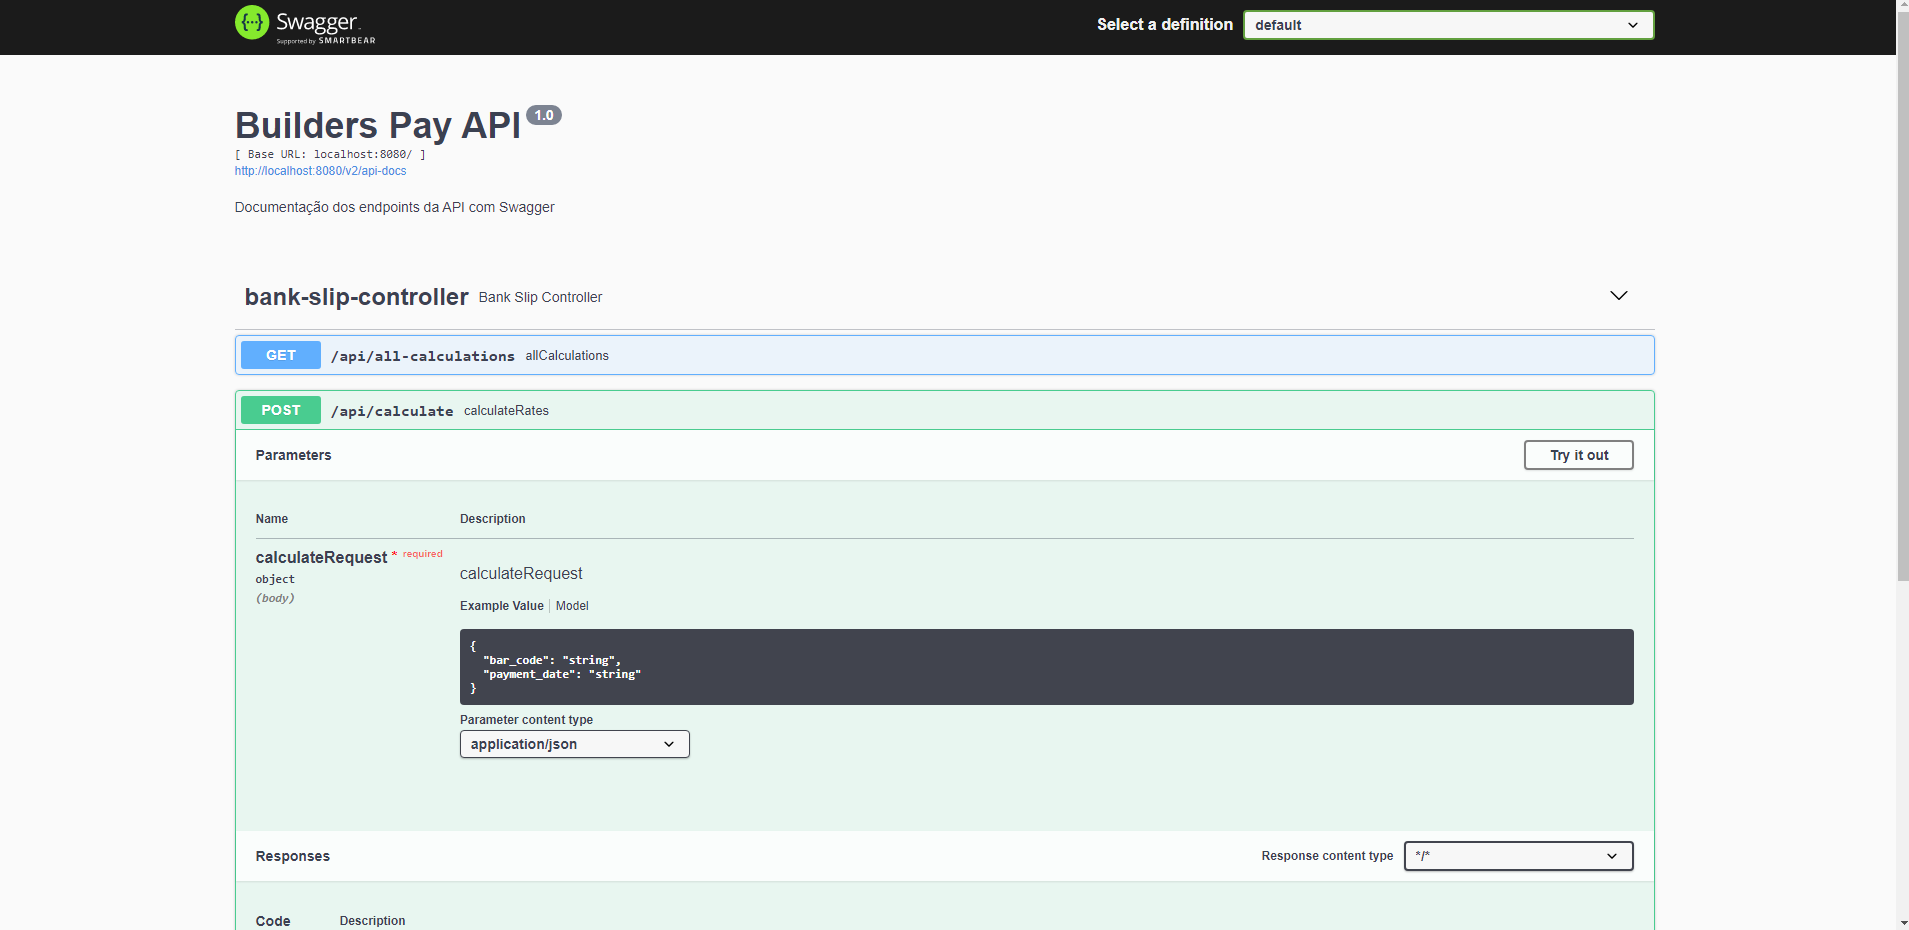 Swagger
Supported by SMARTBEAR
Select a definition
default
Builders Pay API 1.0
[ Base URL: localhost:8080/ ]
http://localhost:8080/v2/api-docs
Documentação dos endpoints da API com Swagger
bank-slip-controller Bank Slip Controller
GET /api/all-calculations allCalculations
POST /api/calculate calculateRates
Parameters
Try it out
Name Description
calculateRequest * required
object
(body)
calculateRequest
Example Value Model
{
"bar_code": "string",
"payment_date": "string"
}
Parameter content type
application/json
Responses
Response content type
*/*
Code Description